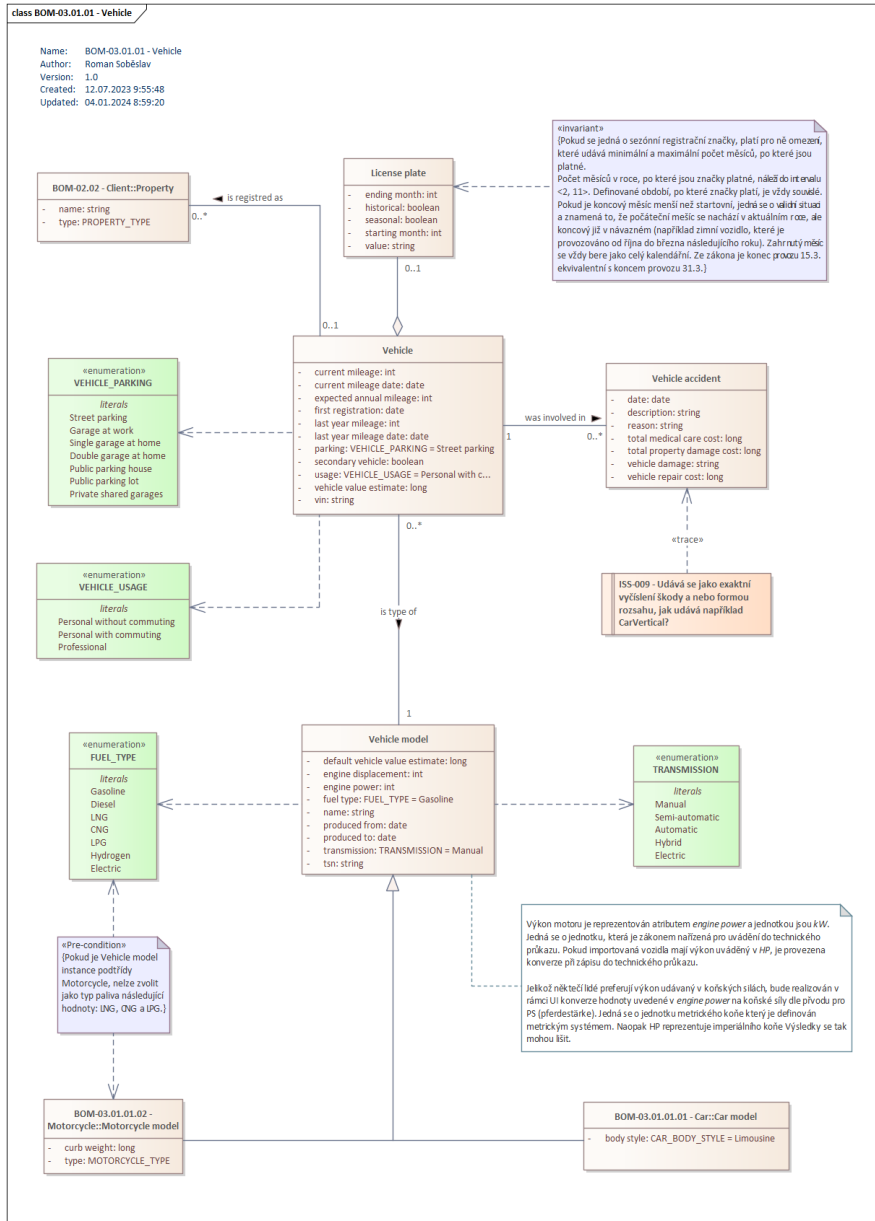 class BOM-03.01.01 - Vehicle
Name: BOM-03.01.01 - Vehicle
Author: Roman Soběslav
Version: 1.0
Created: 12.07.2023 9:55:48
Updated: 04.01.2024 8:59:20
«invariant»
{Pokud se jedná o sezónní registrační značky, platí pro ně omezení,
které udává minimální a maximální počet měsíců, po které jsou
platné.
Počet měsíců v roce, po které jsou značky platné, náleží do intervalu
<2, 11>. Definované období, po které značky platí, je vždy souvislé.
Pokud je koncový měsíc menší než startovní, jedná se o validní situaci
a znamená to, že počáteční mešíc se nachází v aktuálním roce, ale
koncový již v návazném (například zimní vozidlo, které je
provozováno od října do března následujícího roku). Zahrnutý měsíc
se vždy bere jako celý kalendářní. Ze zákona je konec provozu 15.3.
ekvivalentní s koncem provozu 31.3.}
License plate
- ending month: int
- historical: boolean
- seasonal: boolean
- starting month: int
- value: string
BOM-02.02 - Client::Property
- name: string
- type: PROPERTY_TYPE
is registred as
0..*
0..1
0..1
Vehicle
- current mileage: int
- current mileage date: date
- expected annual mileage: int
- first registration: date
- last year mileage: int
- last year mileage date: date
- parking: VEHICLE_PARKING = Street parking
- secondary vehicle: boolean
- usage: VEHICLE_USAGE = Personal with c...
- vehicle value estimate: long
- vin: string
«enumeration»
VEHICLE_PARKING
literals
Street parking
Garage at work
Single garage at home
Double garage at home
Public parking house
Public parking lot
Private shared garages
was involved in
1
0..*
Vehicle accident
- date: date
- description: string
- reason: string
- total medical care cost: long
- total property damage cost: long
- vehicle damage: string
- vehicle repair cost: long
«trace»
ISS-009 - Udává se jako exaktní
vyčíslení škody a nebo formou
rozsahu, jak udává například
CarVertical?
«enumeration»
VEHICLE_USAGE
literals
Personal without commuting
Personal with commuting
Professional
0..*
is type of
1
Vehicle model
- default vehicle value estimate: long
- engine displacement: int
- engine power: int
- fuel type: FUEL_TYPE = Gasoline
- name: string
- produced from: date
- produced to: date
- transmission: TRANSMISSION = Manual
- tsn: string
«enumeration»
FUEL_TYPE
literals
Gasoline
Diesel
LNG
CNG
LPG
Hydrogen
Electric
«enumeration»
TRANSMISSION
literals
Manual
Semi-automatic
Automatic
Hybrid
Electric
«Pre-condition»
{Pokud je Vehicle model
instance podtřídy
Motorcycle, nelze zvolit
jako typ paliva následující
hodnoty: LNG, CNG a LPG.}
Výkon motoru je reprezentován atributem engine power a jednotkou jsou kW.
Jedná se o jednotku, která je zákonem nařízená pro uvádění do technického
průkazu. Pokud importovaná vozidla mají výkon uváděný v HP, je provezena
konverze při zápisu do technického průkazu.
Jelikož něktečí lidé preferují výkon udávaný v koňských silách, bude realizován v
rámci UI konverze hodnoty uvedené v engine power na koňské síly dle přvodu pro
PS (pferdestärke). Jedná se o jednotku metrického koňe který je definován
metrickým systémem. Naopak HP reprezentuje imperiálního koňe Výsledky se tak
mohou lišit.
BOM-03.01.01.02 -
Motorcycle::Motorcycle model
- curb weight: long
- type: MOTORCYCLE_TYPE
BOM-03.01.01.01 - Car::Car model
- body style: CAR_BODY_STYLE = Limousine